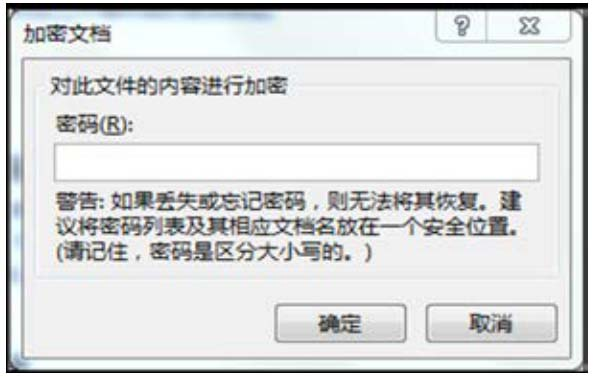 加密文档
对此文件的内容进行加密
密码(R):
警告: 如果丢失或忘记密码，则无法将其恢复。建
议将密码列表及其相应文档名放在一个安全位置。
(请记住，密码是区分大小写的。)
确定 取消